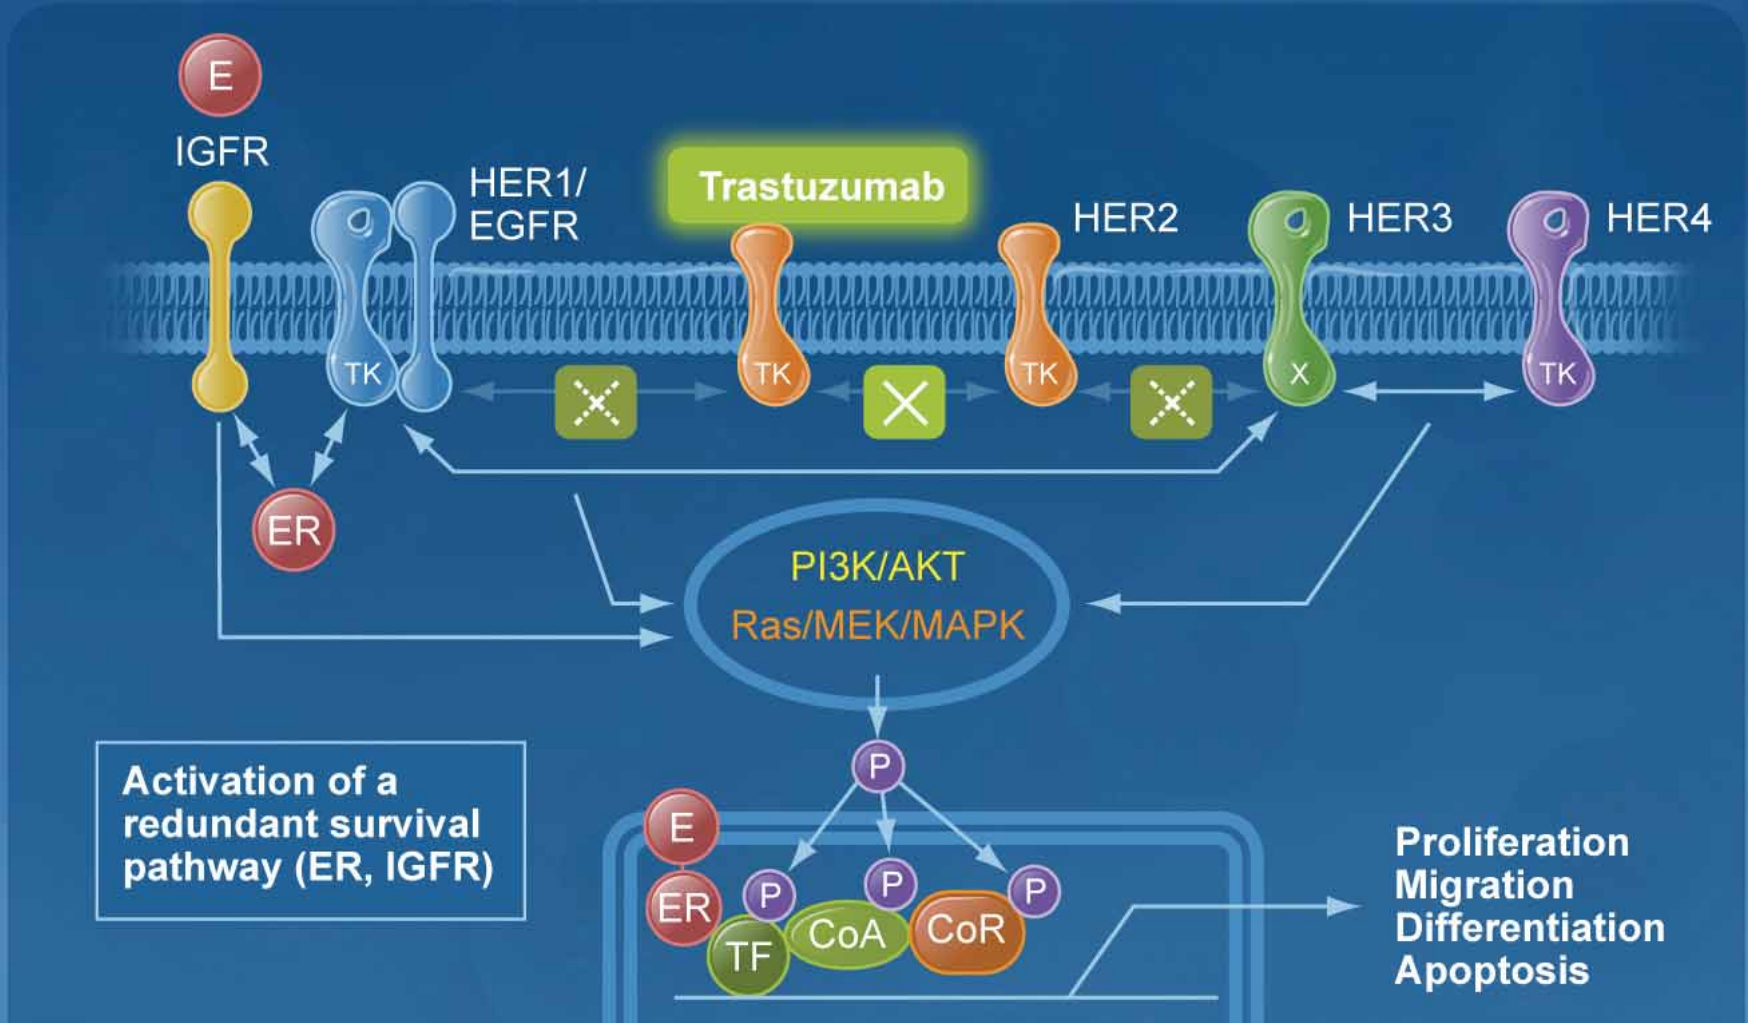 E
IGFR
HER1/
EGFR
Trastuzumab
HER2
HER3
HER4
TK
TK
TK
X
TK
ER
PI3K/AKT
Ras/MEK/MAPK
P
Activation of a
redundant survival
pathway (ER, IGFR)
E
ER
P
P
P
TF
CoA
CoR
Proliferation
Migration
Differentiation
Apoptosis